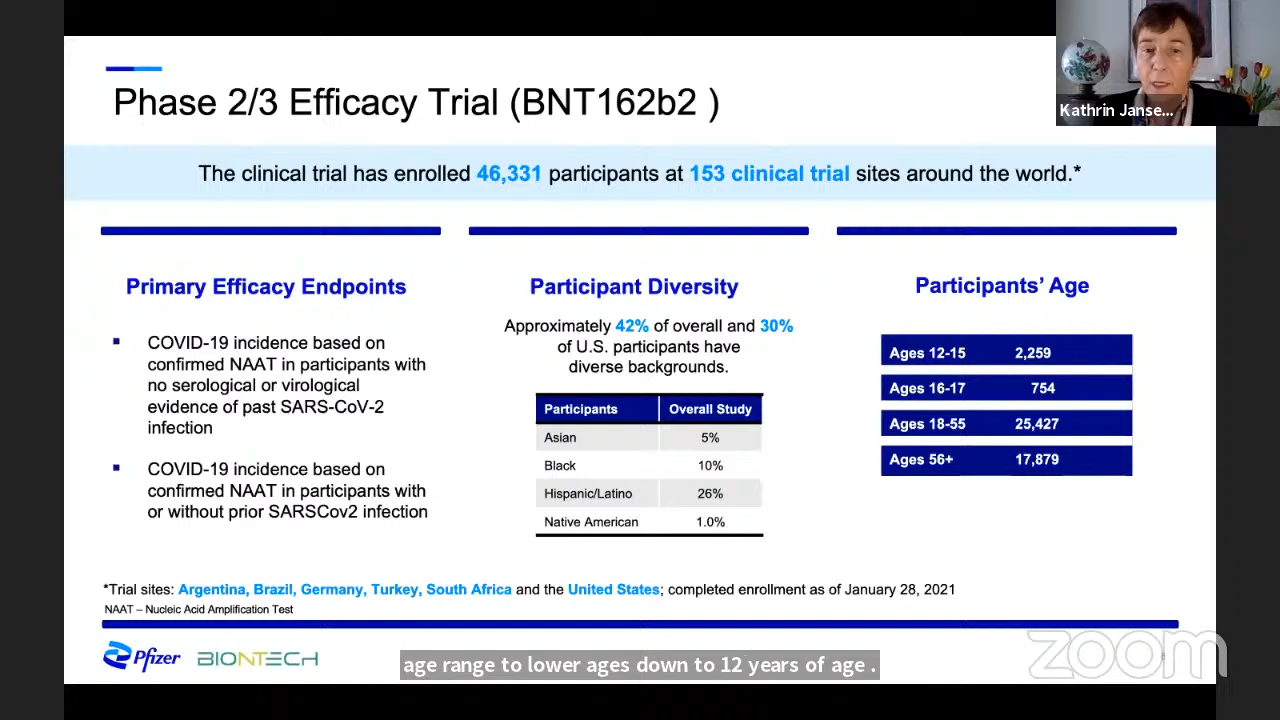 Phase 2/3 Efficacy Trial (BNT162b2 )
Kathrin Janse...
The clinical trial has enrolled 46,331 participants at 153 clinical trial sites around the world.*
Primary Efficacy Endpoints
COVID-19 incidence based on
confirmed NAAT in participants with
no serological or virological
evidence of past SARS-CoV-2
infection
COVID-19 incidence based on
confirmed NAAT in participants with
or without prior SARSCov2 infection
Participant Diversity
Approximately 42% of overall and 30%
of U.S. participants have
diverse backgrounds.
Participants Overall Study
Asian 5%
Black 10%
Hispanic/Latino 26%
Native American 1.0%
Participants' Age
Ages 12-15 2,259
Ages 16-17 754
Ages 18-55 25,427
Ages 56+ 17,879
*Trial sites: Argentina, Brazil, Germany, Turkey, South Africa and the United States; completed enrollment as of January 28, 2021
NAAT – Nucleic Acid Amplification Test
Pfizer BIONTECH
age range to lower ages down to 12 years of age .
zoom